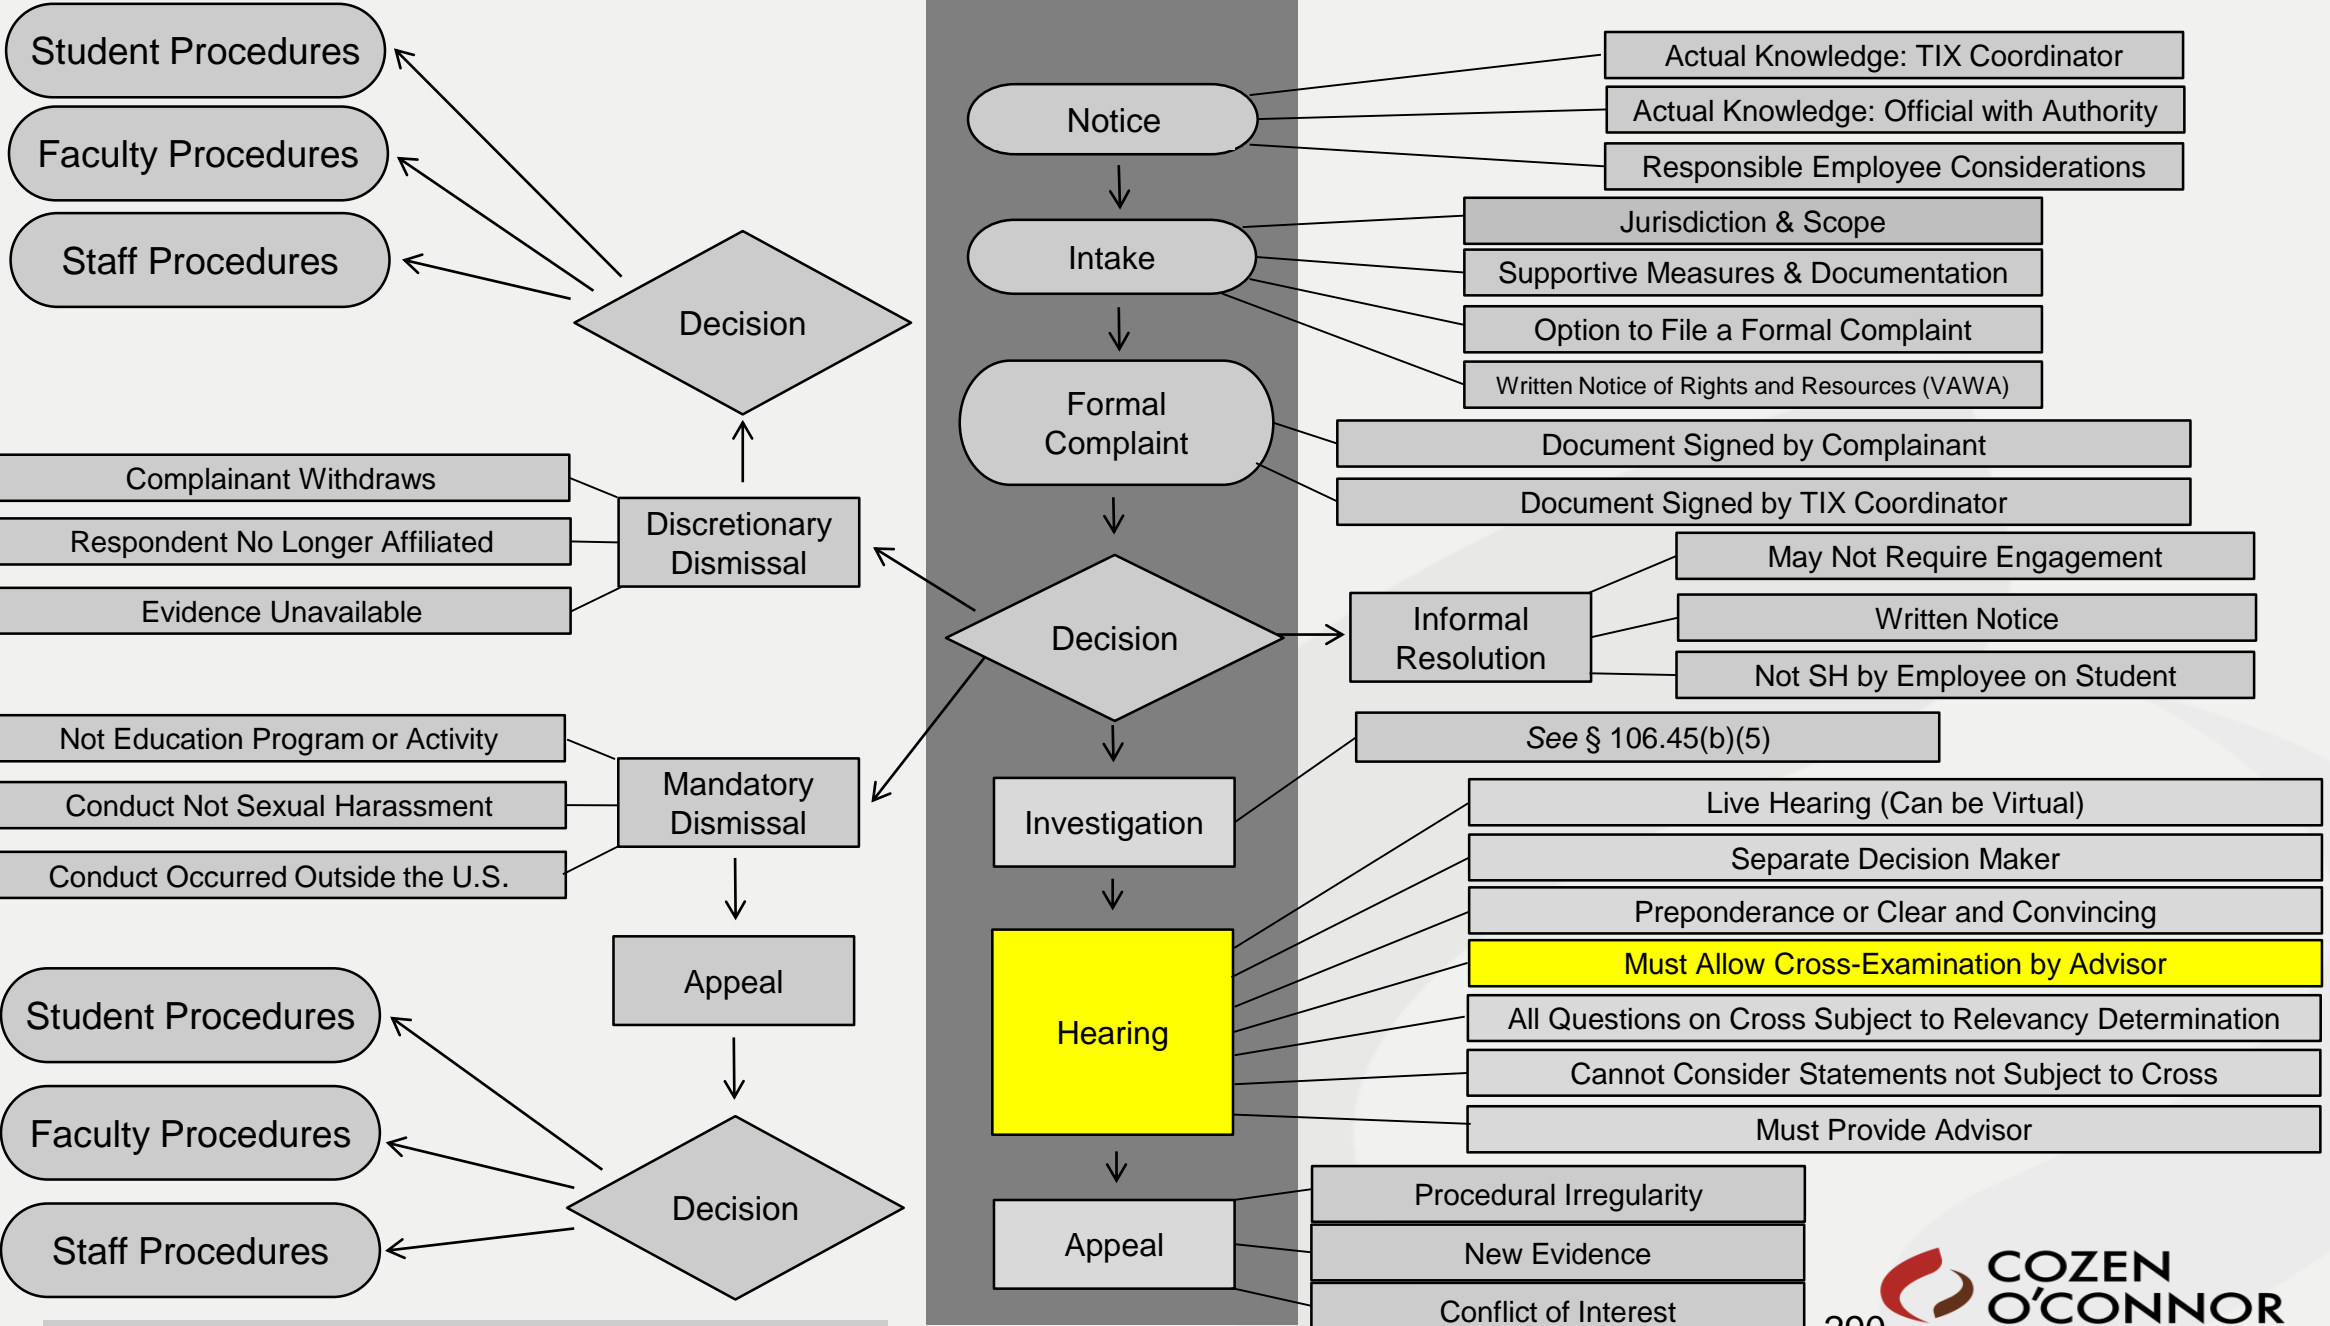 Student Procedures
Faculty Procedures
Staff Procedures
Decision
Complainant Withdraws
Respondent No Longer Affiliated
Evidence Unavailable
Discretionary
Dismissal
Not Education Program or Activity
Conduct Not Sexual Harassment
Conduct Occurred Outside the U.S.
Mandatory
Dismissal
Appeal
Student Procedures
Faculty Procedures
Staff Procedures
Decision
Notice
Intake
Formal
Complaint
Decision
Investigation
Hearing
Appeal
Actual Knowledge: TIX Coordinator
Actual Knowledge: Official with Authority
Responsible Employee Considerations
Jurisdiction & Scope
Supportive Measures & Documentation
Option to File a Formal Complaint
Written Notice of Rights and Resources (VAWA)
Document Signed by Complainant
Document Signed by TIX Coordinator
Informal
Resolution
May Not Require Engagement
Written Notice
Not SH by Employee on Student
See § 106.45(b)(5)
Live Hearing (Can be Virtual)
Separate Decision Maker
Preponderance or Clear and Convincing
Must Allow Cross-Examination by Advisor
All Questions on Cross Subject to Relevancy Determination
Cannot Consider Statements not Subject to Cross
Must Provide Advisor
Procedural Irregularity
New Evidence
Conflict of Interest
COZEN
O'CONNOR